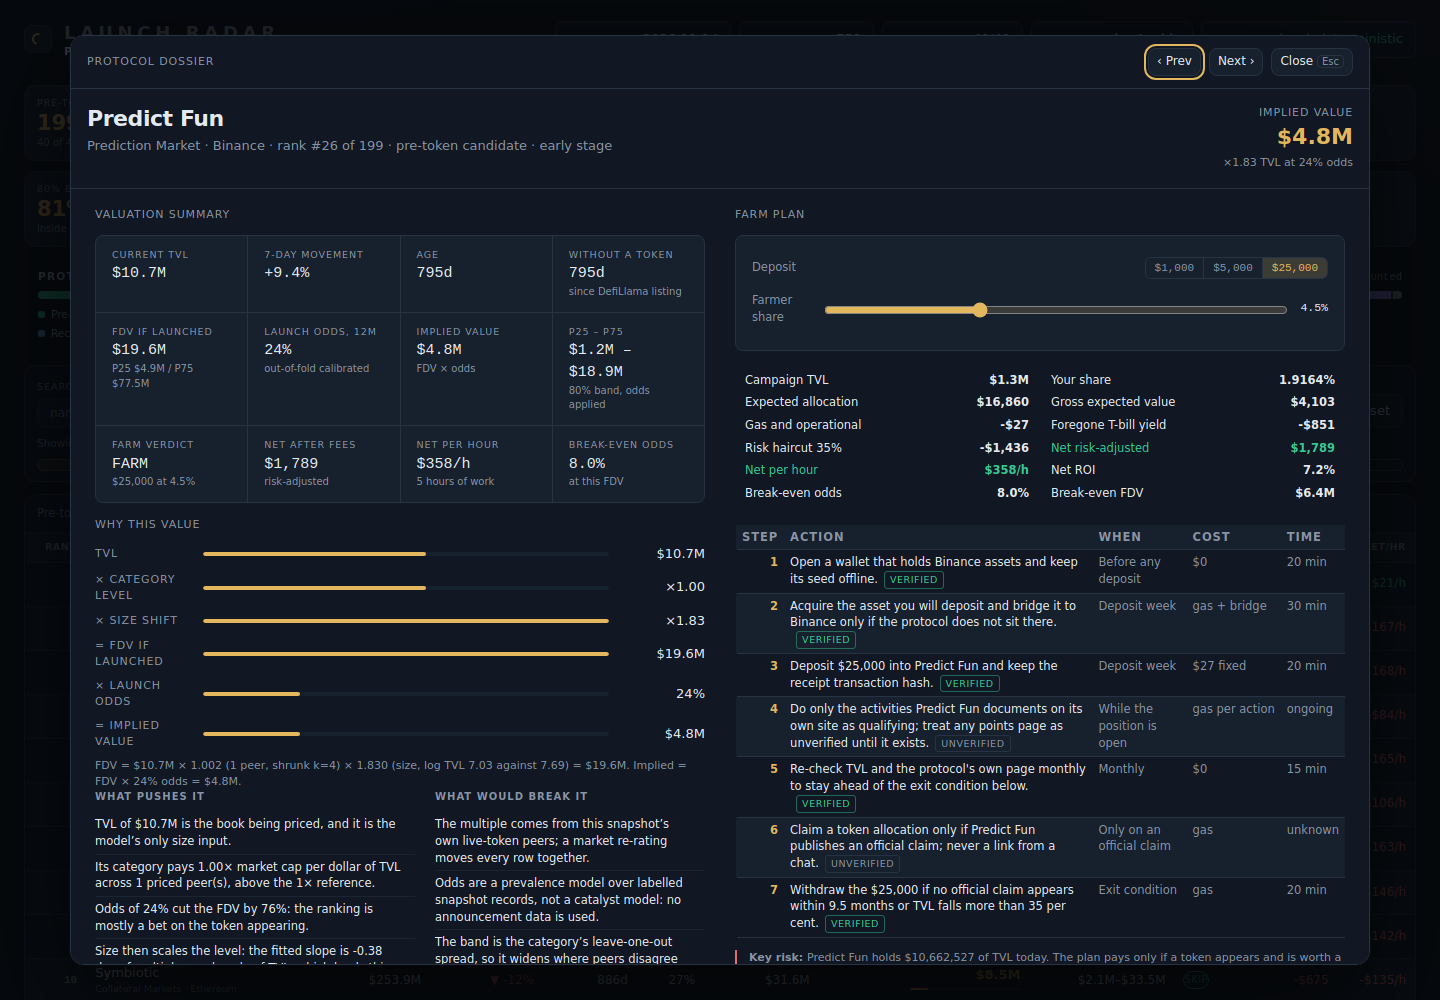 LAUNCH RADAR
PROTOCOL DOSSIER
‹ Prev
Next ›
Close Esc
Predict Fun
Prediction Market · Binance · rank #26 of 199 · pre-token candidate · early stage
IMPLIED VALUE
$4.8M
×1.83 TVL at 24% odds
VALUATION SUMMARY
CURRENT TVL
$10.7M
7-DAY MOVEMENT
+9.4%
AGE
795d
WITHOUT A TOKEN
795d
since DefiLlama listing
FDV IF LAUNCHED
$19.6M
P25 $4.9M / P75
$77.5M
LAUNCH ODDS, 12M
24%
out-of-fold calibrated
IMPLIED VALUE
$4.8M
FDV × odds
P25 – P75
$1.2M –
$18.9M
80% band, odds
applied
FARM VERDICT
FARM
$25,000 at 4.5%
NET AFTER FEES
$1,789
risk-adjusted
NET PER HOUR
$358/h
5 hours of work
BREAK-EVEN ODDS
8.0%
at this FDV
WHY THIS VALUE
TVL
$10.7M
× CATEGORY
LEVEL
×1.00
× SIZE SHIFT
×1.83
= FDV IF
LAUNCHED
$19.6M
× LAUNCH
ODDS
24%
= IMPLIED
VALUE
$4.8M
FDV = $10.7M × 1.002 (1 peer, shrunk k=4) × 1.830 (size, log TVL 7.03 against 7.69) = $19.6M. Implied =
FDV × 24% odds = $4.8M.
WHAT PUSHES IT
TVL of $10.7M is the book being priced, and it is the
model's only size input.
Its category pays 1.00× market cap per dollar of TVL
across 1 priced peer(s), above the 1× reference.
Odds of 24% cut the FDV by 76%: the ranking is
mostly a bet on the token appearing.
Size then scales the level: the fitted slope is -0.38
WHAT WOULD BREAK IT
The multiple comes from this snapshot's
own live-token peers; a market re-rating
moves every row together.
Odds are a prevalence model over labelled
snapshot records, not a catalyst model: no
announcement data is used.
The band is the category's leave-one-out
spread, so it widens where peers disagree
FARM PLAN
Deposit
$1,000
$5,000
$25,000
Farmer
share
4.5%
Campaign TVL $1.3M
Your share 1.9164%
Expected allocation $16,860
Gross expected value $4,103
Gas and operational -$27
Foregone T-bill yield -$851
Risk haircut 35% -$1,436
Net risk-adjusted $1,789
Net per hour $358/h
Net ROI 7.2%
Break-even odds 8.0%
Break-even FDV $6.4M
STEP ACTION WHEN COST TIME
1 Open a wallet that holds Binance assets and keep
its seed offline. VERIFIED
Before any
deposit
$0
20 min
2 Acquire the asset you will deposit and bridge it to
Binance only if the protocol does not sit there.
VERIFIED
Deposit week
gas + bridge
30 min
3 Deposit $25,000 into Predict Fun and keep the
receipt transaction hash. VERIFIED
Deposit week
$27 fixed
20 min
4 Do only the activities Predict Fun documents on its
own site as qualifying; treat any points page as
unverified until it exists. UNVERIFIED
While the
position is
open
gas per action
ongoing
5 Re-check TVL and the protocol's own page monthly
to stay ahead of the exit condition below.
VERIFIED
Monthly
$0
15 min
6 Claim a token allocation only if Predict Fun
publishes an official claim; never a link from a
chat. UNVERIFIED
Only on an
official claim
gas
unknown
7 Withdraw the $25,000 if no official claim appears
within 9.5 months or TVL falls more than 35 per
cent. VERIFIED
Exit condition
gas
20 min
Key risk: Predict Fun holds $10,662,527 of TVL today. The plan pays only if a token appears and is worth a
Symbiotic
Collateral Markets · Ethereum
$253.9M
▼ -12%
886d
27%
$31.6M
$8.5M
$2.1M–$33.5M
SKIP
-$675
-$135/h